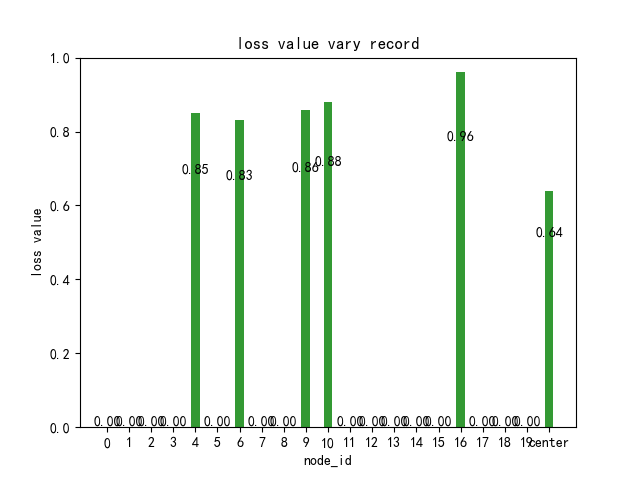 loss value vary record
1.0
0.8
0.6
0.4
0.2
0.0
loss value
0.00 0.00 0.00 0.00 0.85 0.00 0.83 0.00 0.00 0.86 0.88 0.00 0.00 0.00 0.00 0.00 0.96 0.00 0.00 0.00 0.64
0 1 2 3 4 5 6 7 8 9 10 11 12 13 14 15 16 17 18 19 center
node_id